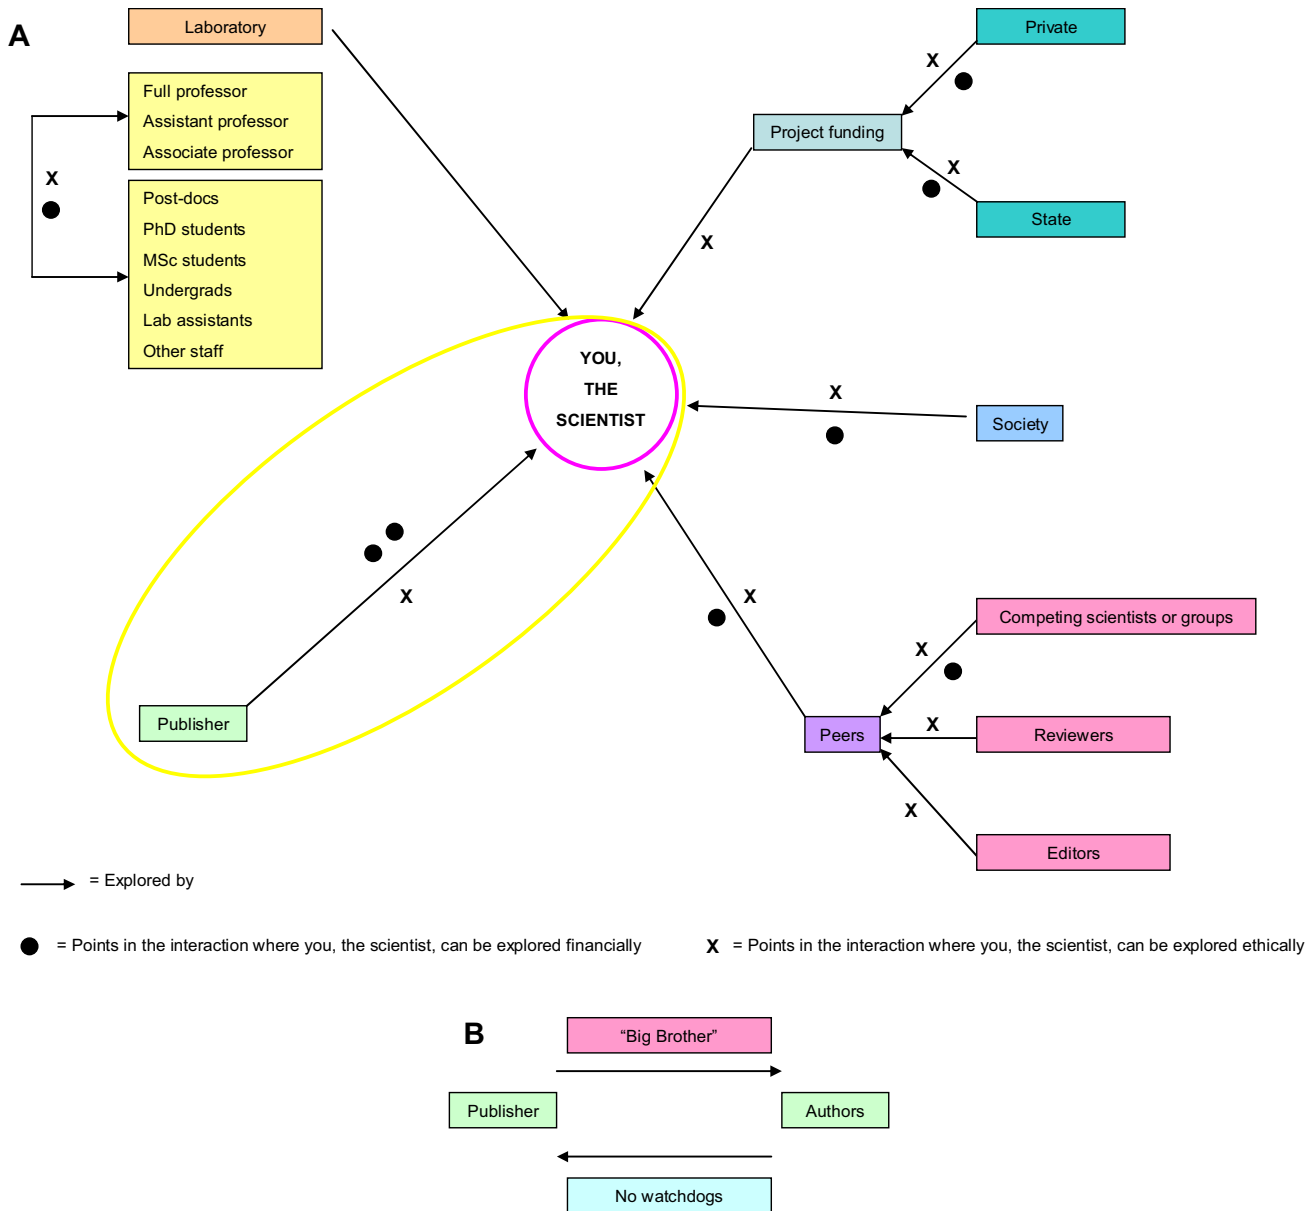 A
Laboratory
Full professor
Assistant professor
Associate professor
X
Post-docs
PhD students
MSc students
Undergrads
Lab assistants
Other staff
Private
X
Project funding
X
State
X
YOU,
THE
SCIENTIST
X
Society
X
Publisher
X
Competing scientists or groups
X
Peers
X
Reviewers
X
Editors
= Explored by
= Points in the interaction where you, the scientist, can be explored financially
X = Points in the interaction where you, the scientist, can be explored ethically
B
“Big Brother”
Publisher
Authors
No watchdogs